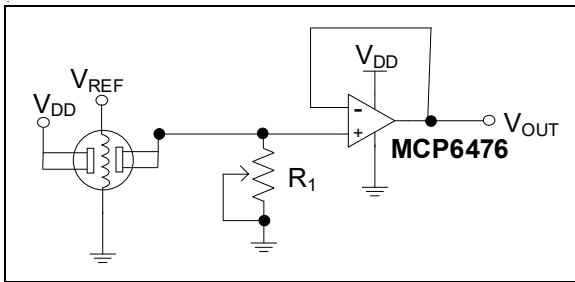 V_REF
V_DD
V_DD
-
+
V_OUT
MCP6476
R_1